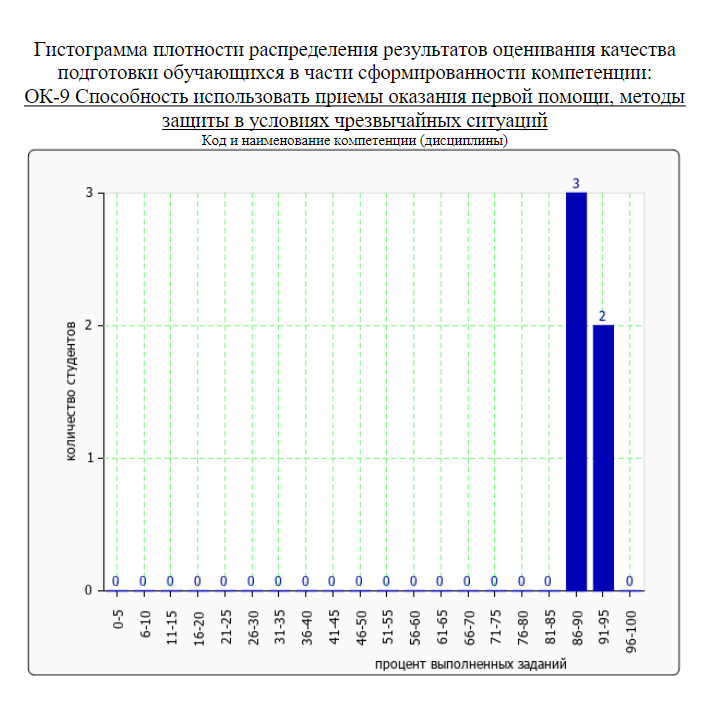 Гистограмма плотности распределения результатов оценивания качества
подготовки обучающихся в части сформированности компетенции:
ОК-9 Способность использовать приемы оказания первой помощи, методы
защиты в условиях чрезвычайных ситуаций
Код и наименование компетенции (дисциплины)
3
3
2
2
количество студентов
1
0
0 0 0 0 0 0 0 0 0 0 0 0 0 0 0 0 0 0
0-5 6-10 11-15 16-20 21-25 26-30 31-35 36-40 41-45 46-50 51-55 56-60 61-65 66-70 71-75 76-80 81-85 86-90 91-95 96-100
процент выполненных заданий